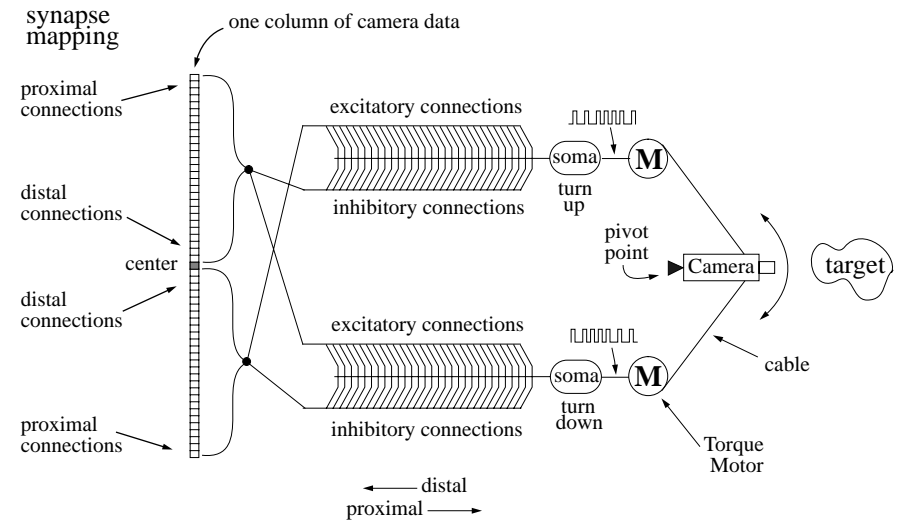 synapse
mapping
one column of camera data
proximal
connections
distal
connections
center
distal
connections
proximal
connections
excitatory connections
inhibitory connections
soma
turn
up
M
pivot
point
Camera
target
excitatory connections
inhibitory connections
soma
turn
down
M
cable
Torque
Motor
distal
proximal